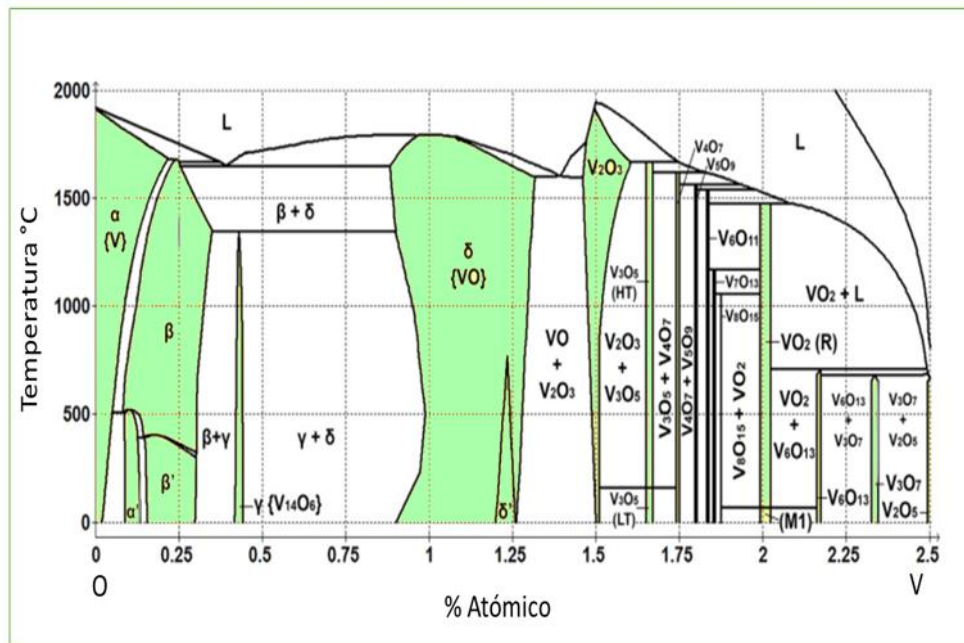 Temperatura °C
2000
1500
1000
500
0
L
L
α
{V}
β
β + δ
δ
{VO}
V₂O₃
V₄O₇
V₅O₉
V₃O₅
(HT)
V₆O₁₁
V₇O₁₃
V₈O₁₅
VO₂ + L
VO₂ (R)
VO
+
V₂O₃
V₂O₃
+
V₃O₅
V₃O₅ + V₄O₇
V₄O₇ + V₅O₉
V₈O₁₅ + VO₂
VO₂
+
V₆O₁₃
V₆O₁₃
+
V₃O₇
V₃O₇
+
V₂O₅
β+γ
γ + δ
β'
α'
γ {V₁₄O₆}
δ'
V₃O₅
(LT)
(M1)
V₆O₁₃
V₃O₇
V₂O₅
0 0.25 0.5 0.75 1 1.25 1.5 1.75 2 2.25 2.5
O V
% Atómico